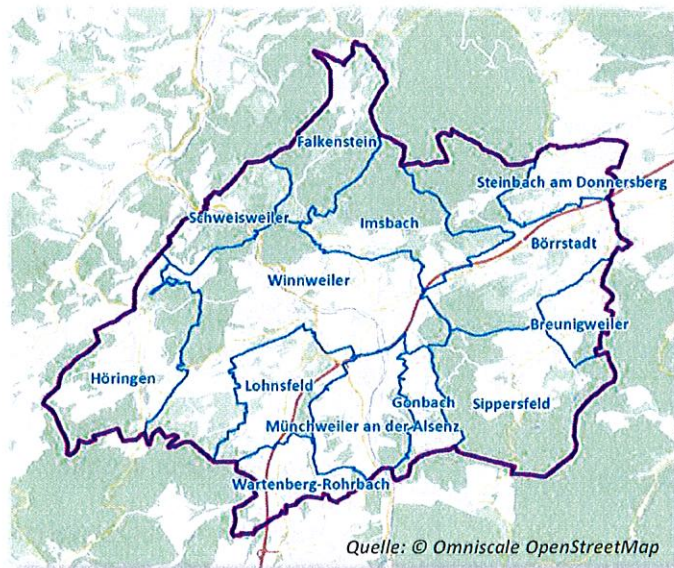 Falkenstein
Steinbach am Donnersberg
Schweisweiler
Imsbach
Börrstadt
Winnweiler
Breunigweiler
Höringen
Lohnsfeld
Gonbach
Sippersfeld
Münchweiler an der Alsenz
Wartenberg-Rohrbach
Quelle: © Omniscale OpenStreetMap